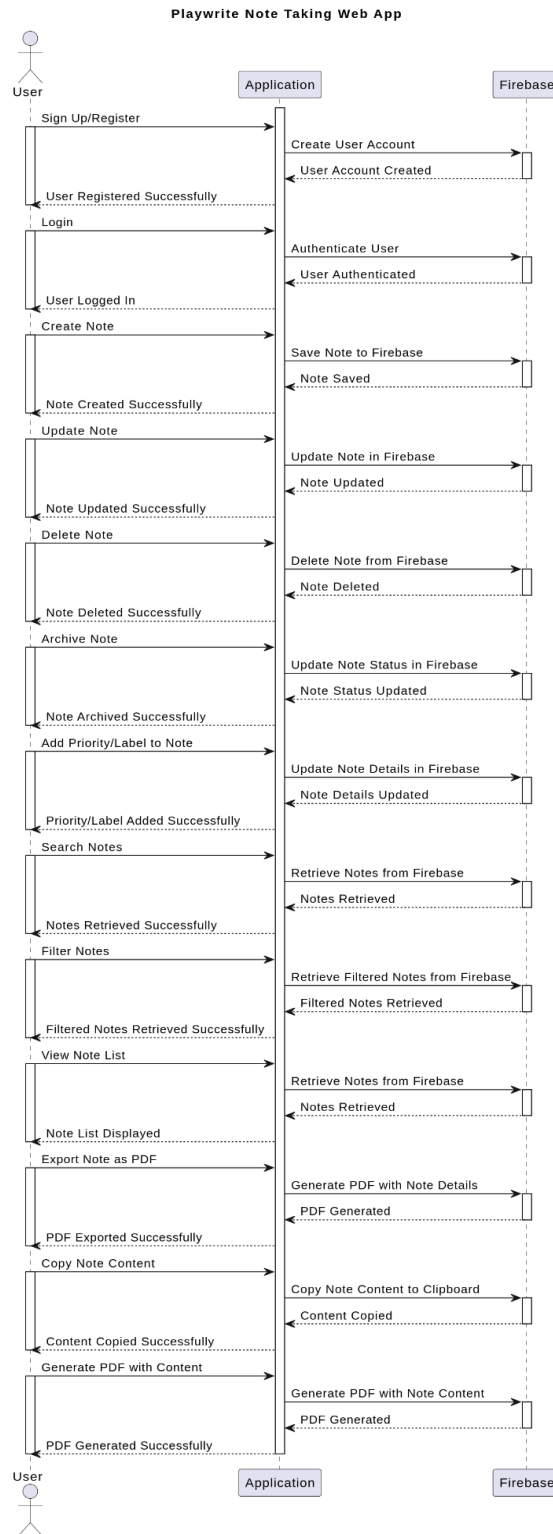 Playwrite Note Taking Web App
User
Application
Firebase
Sign Up/Register
Create User Account
User Account Created
User Registered Successfully
Login
Authenticate User
User Authenticated
User Logged In
Create Note
Save Note to Firebase
Note Saved
Note Created Successfully
Update Note
Update Note in Firebase
Note Updated
Note Updated Successfully
Delete Note
Delete Note from Firebase
Note Deleted
Note Deleted Successfully
Archive Note
Update Note Status in Firebase
Note Status Updated
Note Archived Successfully
Add Priority/Label to Note
Update Note Details in Firebase
Note Details Updated
Priority/Label Added Successfully
Search Notes
Retrieve Notes from Firebase
Notes Retrieved
Notes Retrieved Successfully
Filter Notes
Retrieve Filtered Notes from Firebase
Filtered Notes Retrieved
Filtered Notes Retrieved Successfully
View Note List
Retrieve Notes from Firebase
Notes Retrieved
Note List Displayed
Export Note as PDF
Generate PDF with Note Details
PDF Generated
PDF Exported Successfully
Copy Note Content
Copy Note Content to Clipboard
Content Copied
Content Copied Successfully
Generate PDF with Content
Generate PDF with Note Content
PDF Generated
PDF Generated Successfully
User
Application
Firebase